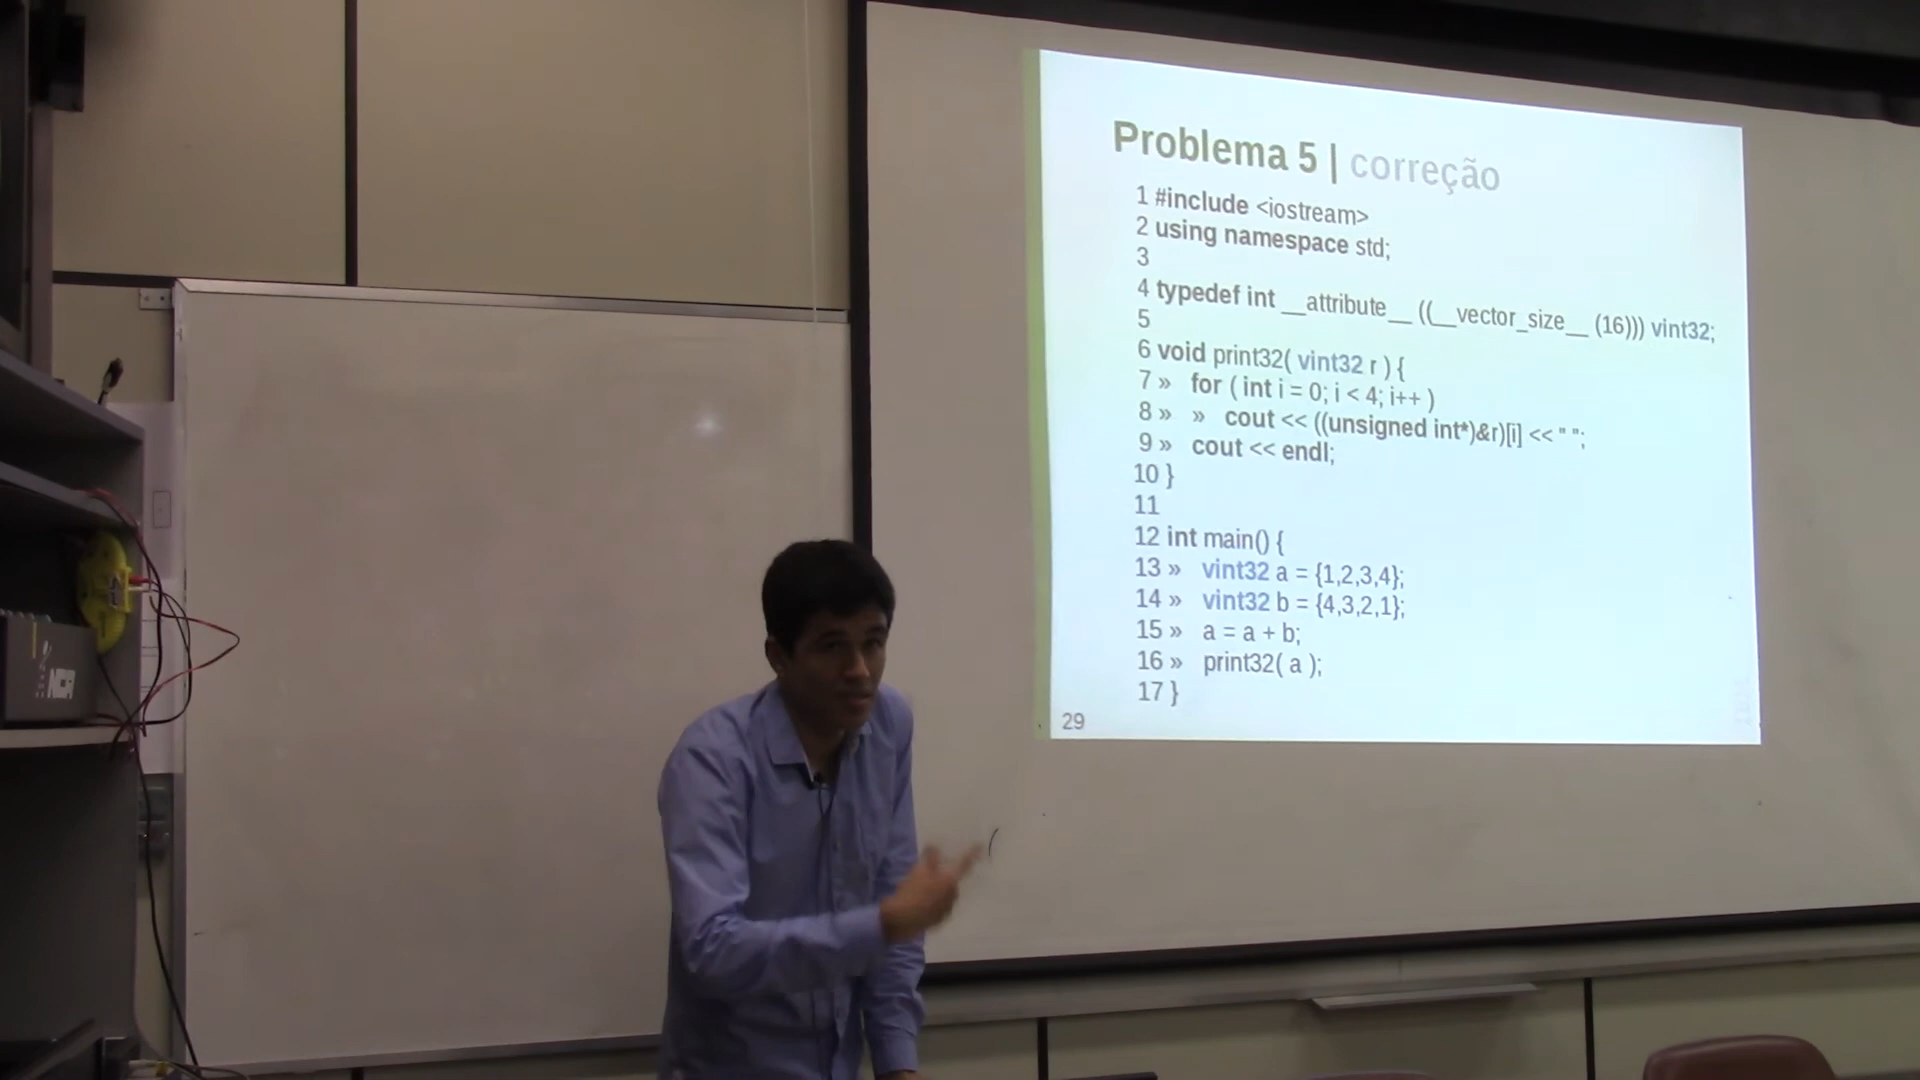 Problema 5 | correção
1 #include <iostream>
2 using namespace std;
3
4 typedef int __attribute__ ((__vector_size__ (16))) vint32;
5
6 void print32( vint32 r ) {
7 » for ( int i = 0; i < 4; i++ )
8 » » cout << ((unsigned int*)&r)[i] << " ";
9 » cout << endl;
10 }
11
12 int main() {
13 » vint32 a = {1,2,3,4};
14 » vint32 b = {4,3,2,1};
15 » a = a + b;
16 » print32( a );
17 }
29